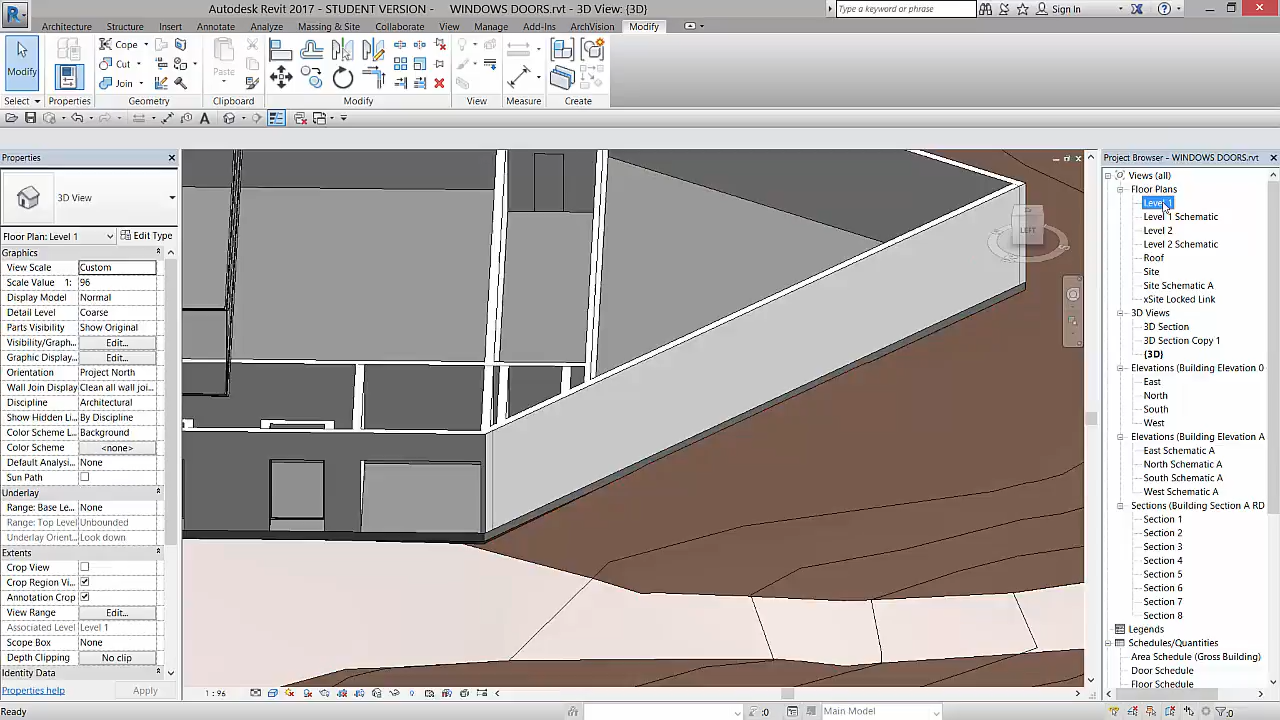 Autodesk Revit 2017 - STUDENT VERSION - WINDOWS DOORS.rvt - 3D View: {3D}
Type a keyword or phrase
Sign In
Architecture Structure Insert Annotate Analyze Massing & Site Collaborate View Manage Add-Ins ArchVision Modify
Modify
Properties
Cope
Cut
Join
Paste
Select Properties Geometry Clipboard Modify View Measure Create
Properties
3D View
Floor Plan: Level 1 Edit Type
Graphics
View Scale Custom
Scale Value 1: 96
Display Model Normal
Detail Level Coarse
Parts Visibility Show Original
Visibility/Graph... Edit...
Graphic Display... Edit...
Orientation Project North
Wall Join Display Clean all wall joi...
Discipline Architectural
Show Hidden Li... By Discipline
Color Scheme L... Background
Color Scheme <none>
Default Analysi... None
Sun Path
Underlay
Range: Base Le... None
Range: Top Level Unbounded
Underlay Orien... Look down
Extents
Crop View
Crop Region Vi...
Annotation Crop
View Range Edit...
Associated Level Level 1
Scope Box None
Depth Clipping No clip
Identity Data
Properties help Apply
LEFT
1 : 96
Project Browser - WINDOWS DOORS.rvt
Views (all)
Floor Plans
Level 1
Level 1 Schematic
Level 2
Level 2 Schematic
Roof
Site
Site Schematic A
xSite Locked Link
3D Views
3D Section
3D Section Copy 1
{3D}
Elevations (Building Elevation 0
East
North
South
West
Elevations (Building Elevation A
East Schematic A
North Schematic A
South Schematic A
West Schematic A
Sections (Building Section A RD
Section 1
Section 2
Section 3
Section 4
Section 5
Section 6
Section 7
Section 8
Legends
Schedules/Quantities
Area Schedule (Gross Building)
Door Schedule
Floor Schedule
Ready
:0
Main Model
:0